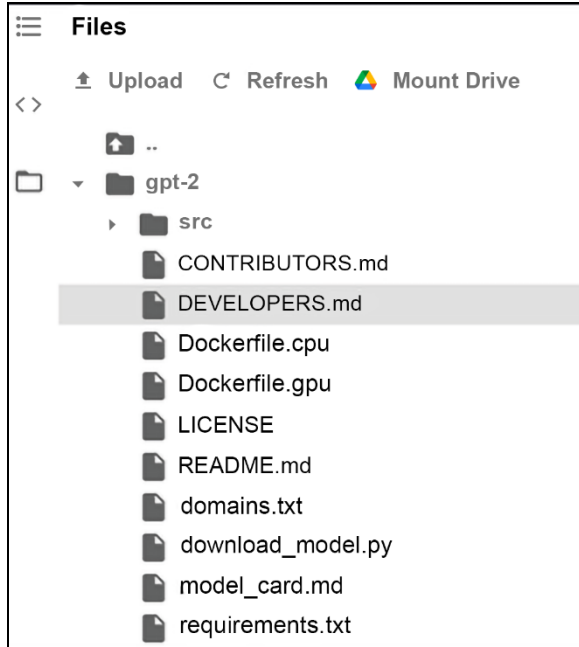 Files
Upload Refresh Mount Drive
..
gpt-2
src
CONTRIBUTORS.md
DEVELOPERS.md
Dockerfile.cpu
Dockerfile.gpu
LICENSE
README.md
domains.txt
download_model.py
model_card.md
requirements.txt